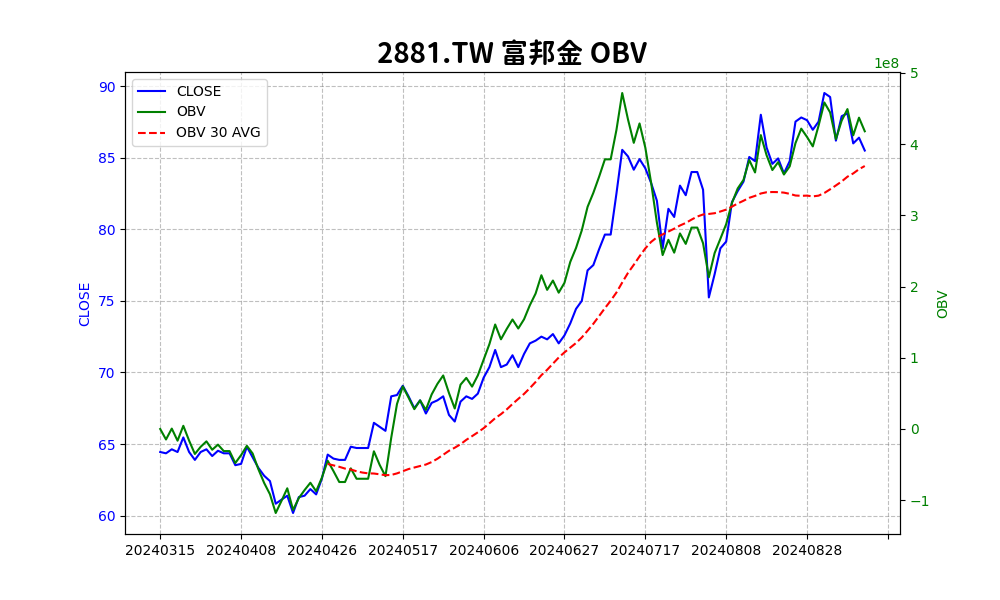 2881.TW 富邦金 OBV
1e8
CLOSE
OBV
OBV 30 AVG
90
85
80
75
70
65
60
CLOSE
5
4
3
2
1
0
−1
OBV
20240315 20240408 20240426 20240517 20240606 20240627 20240717 20240808 20240828